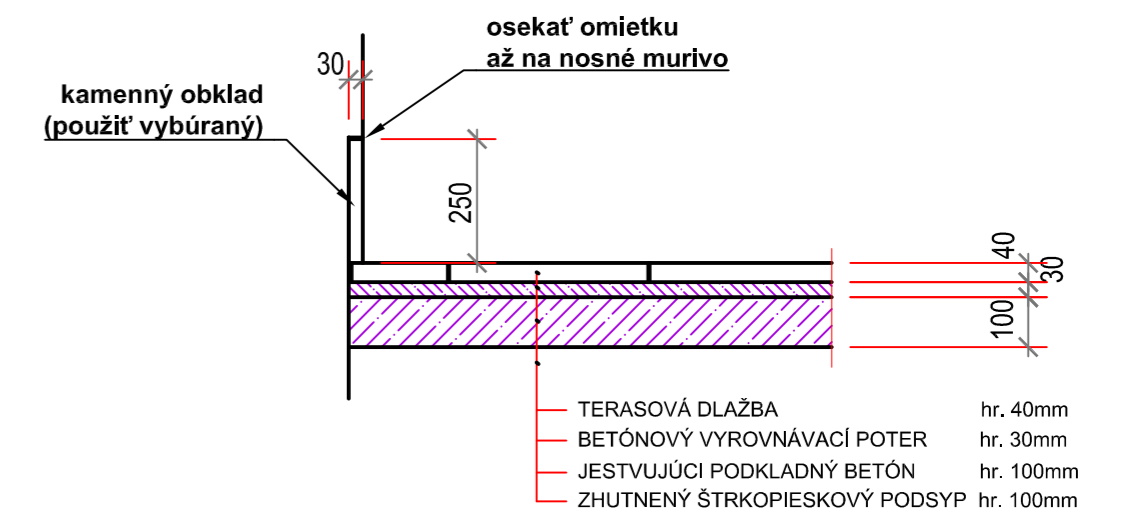 osekať omietku
až na nosné murivo
30
kamenný obklad
(použiť vybúraný)
250
40
30
100
TERASOVÁ DLAŽBA hr. 40mm
BETÓNOVÝ VYROVNÁVACÍ POTER hr. 30mm
JESTVUJÚCI PODKLADNÝ BETÓN hr. 100mm
ZHUTNENÝ ŠTRKOPIESKOVÝ PODSYP hr. 100mm